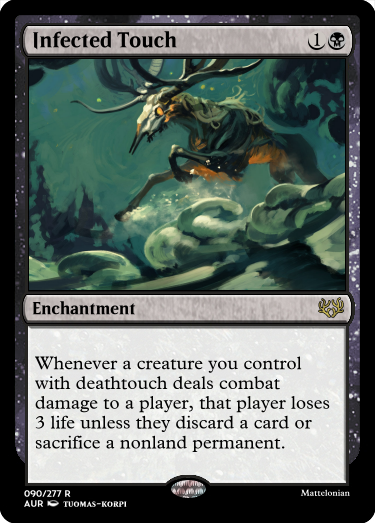 Infected Touch 1
Enchantment
Whenever a creature you control
with deathtouch deals combat
damage to a player, that player loses
3 life unless they discard a card or
sacrifice a nonland permanent.
090/277 R
Mattelonian
AUR TUOMAS-KORPI